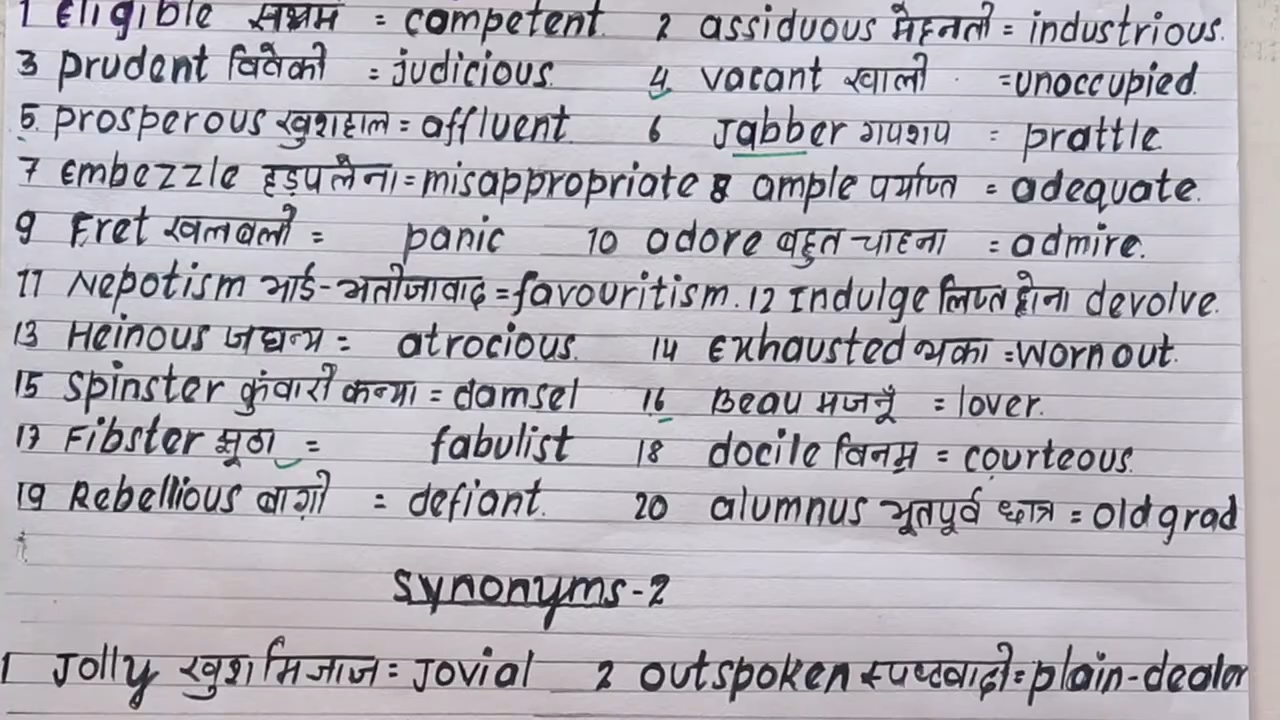 1 Eligible सक्षम = competent. 2 assiduous मेहनती = industrious.
3 prudent विवेकी = judicious. 4 vacant खाली = unoccupied.
5. prosperous खुशहाल = affluent. 6 Jabber गपशप = prattle.
7 Embezzle हड़पलेना = misappropriate 8 ample पर्याप्त = adequate.
9 Fret खलबली = panic 10 adore बहुत चाहना = admire.
11 Nepotism भाई-भतीजावाद = favouritism. 12 Indulge लिप्त होना devolve.
13 Heinous जघन्य = atrocious. 14 Exhausted थका = worn out.
15 Spinster कुंवारी कन्या = damsel 16 Beau मजनूँ = lover.
17 Fibster झूठा = fabulist 18 docile विनम्र = courteous.
19 Rebellious बाग़ी = defiant. 20 alumnus भूतपूर्व छात्र = old grad
Synonyms-2
1 Jolly खुशमिजाज = Jovial 2 outspoken स्पष्टवादी = plain-dealer